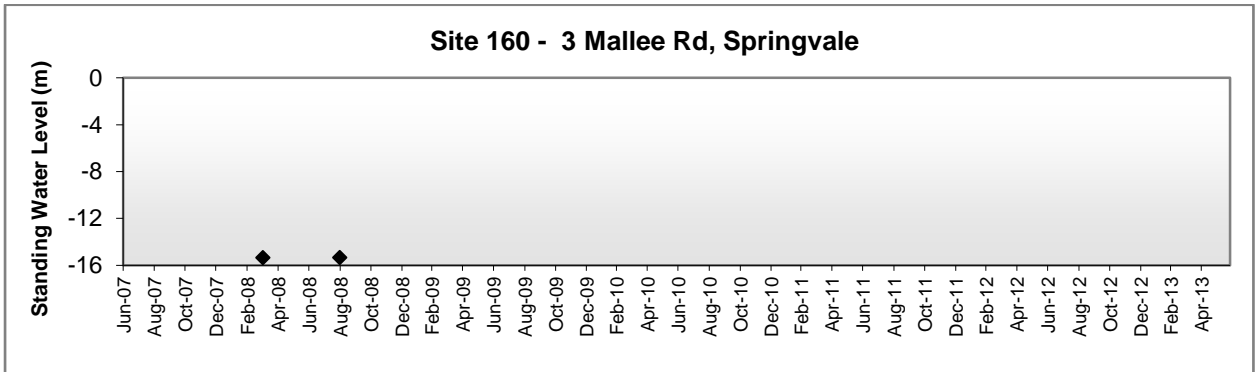 Site 160 - 3 Mallee Rd, Springvale
Standing Water Level (m)
0
-4
-8
-12
-16
Jun-07
Aug-07
Oct-07
Dec-07
Feb-08
Apr-08
Jun-08
Aug-08
Oct-08
Dec-08
Feb-09
Apr-09
Jun-09
Aug-09
Oct-09
Dec-09
Feb-10
Apr-10
Jun-10
Aug-10
Oct-10
Dec-10
Feb-11
Apr-11
Jun-11
Aug-11
Oct-11
Dec-11
Feb-12
Apr-12
Jun-12
Aug-12
Oct-12
Dec-12
Feb-13
Apr-13